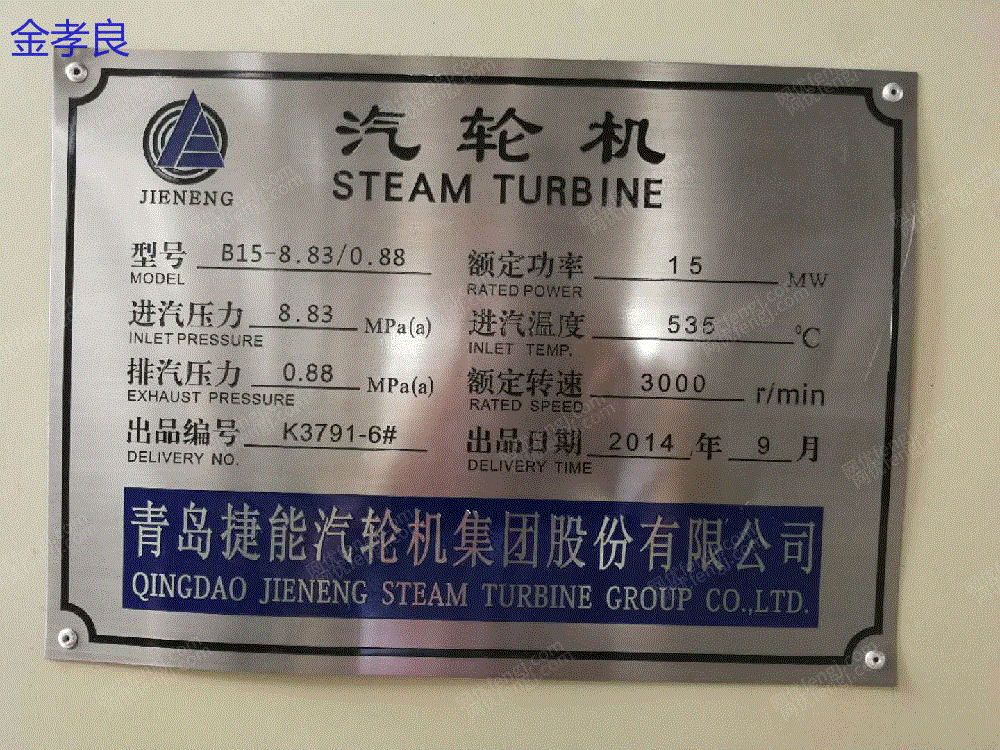 金孝良
JIENENG
汽轮机
STEAM TURBINE
型号 B15-8.83/0.88
MODEL
额定功率 15 MW
RATED POWER
进汽压力 8.83 MPa(a)
INLET PRESSURE
进汽温度 535 ℃
INLET TEMP.
排汽压力 0.88 MPa(a)
EXHAUST PRESSURE
额定转速 3000 r/min
RATED SPEED
出品编号 K3791-6#
DELIVERY NO.
出品日期 2014 年 9 月
DELIVERY TIME
青岛捷能汽轮机集团股份有限公司
QINGDAO JIENENG STEAM TURBINE GROUP CO.,LTD.